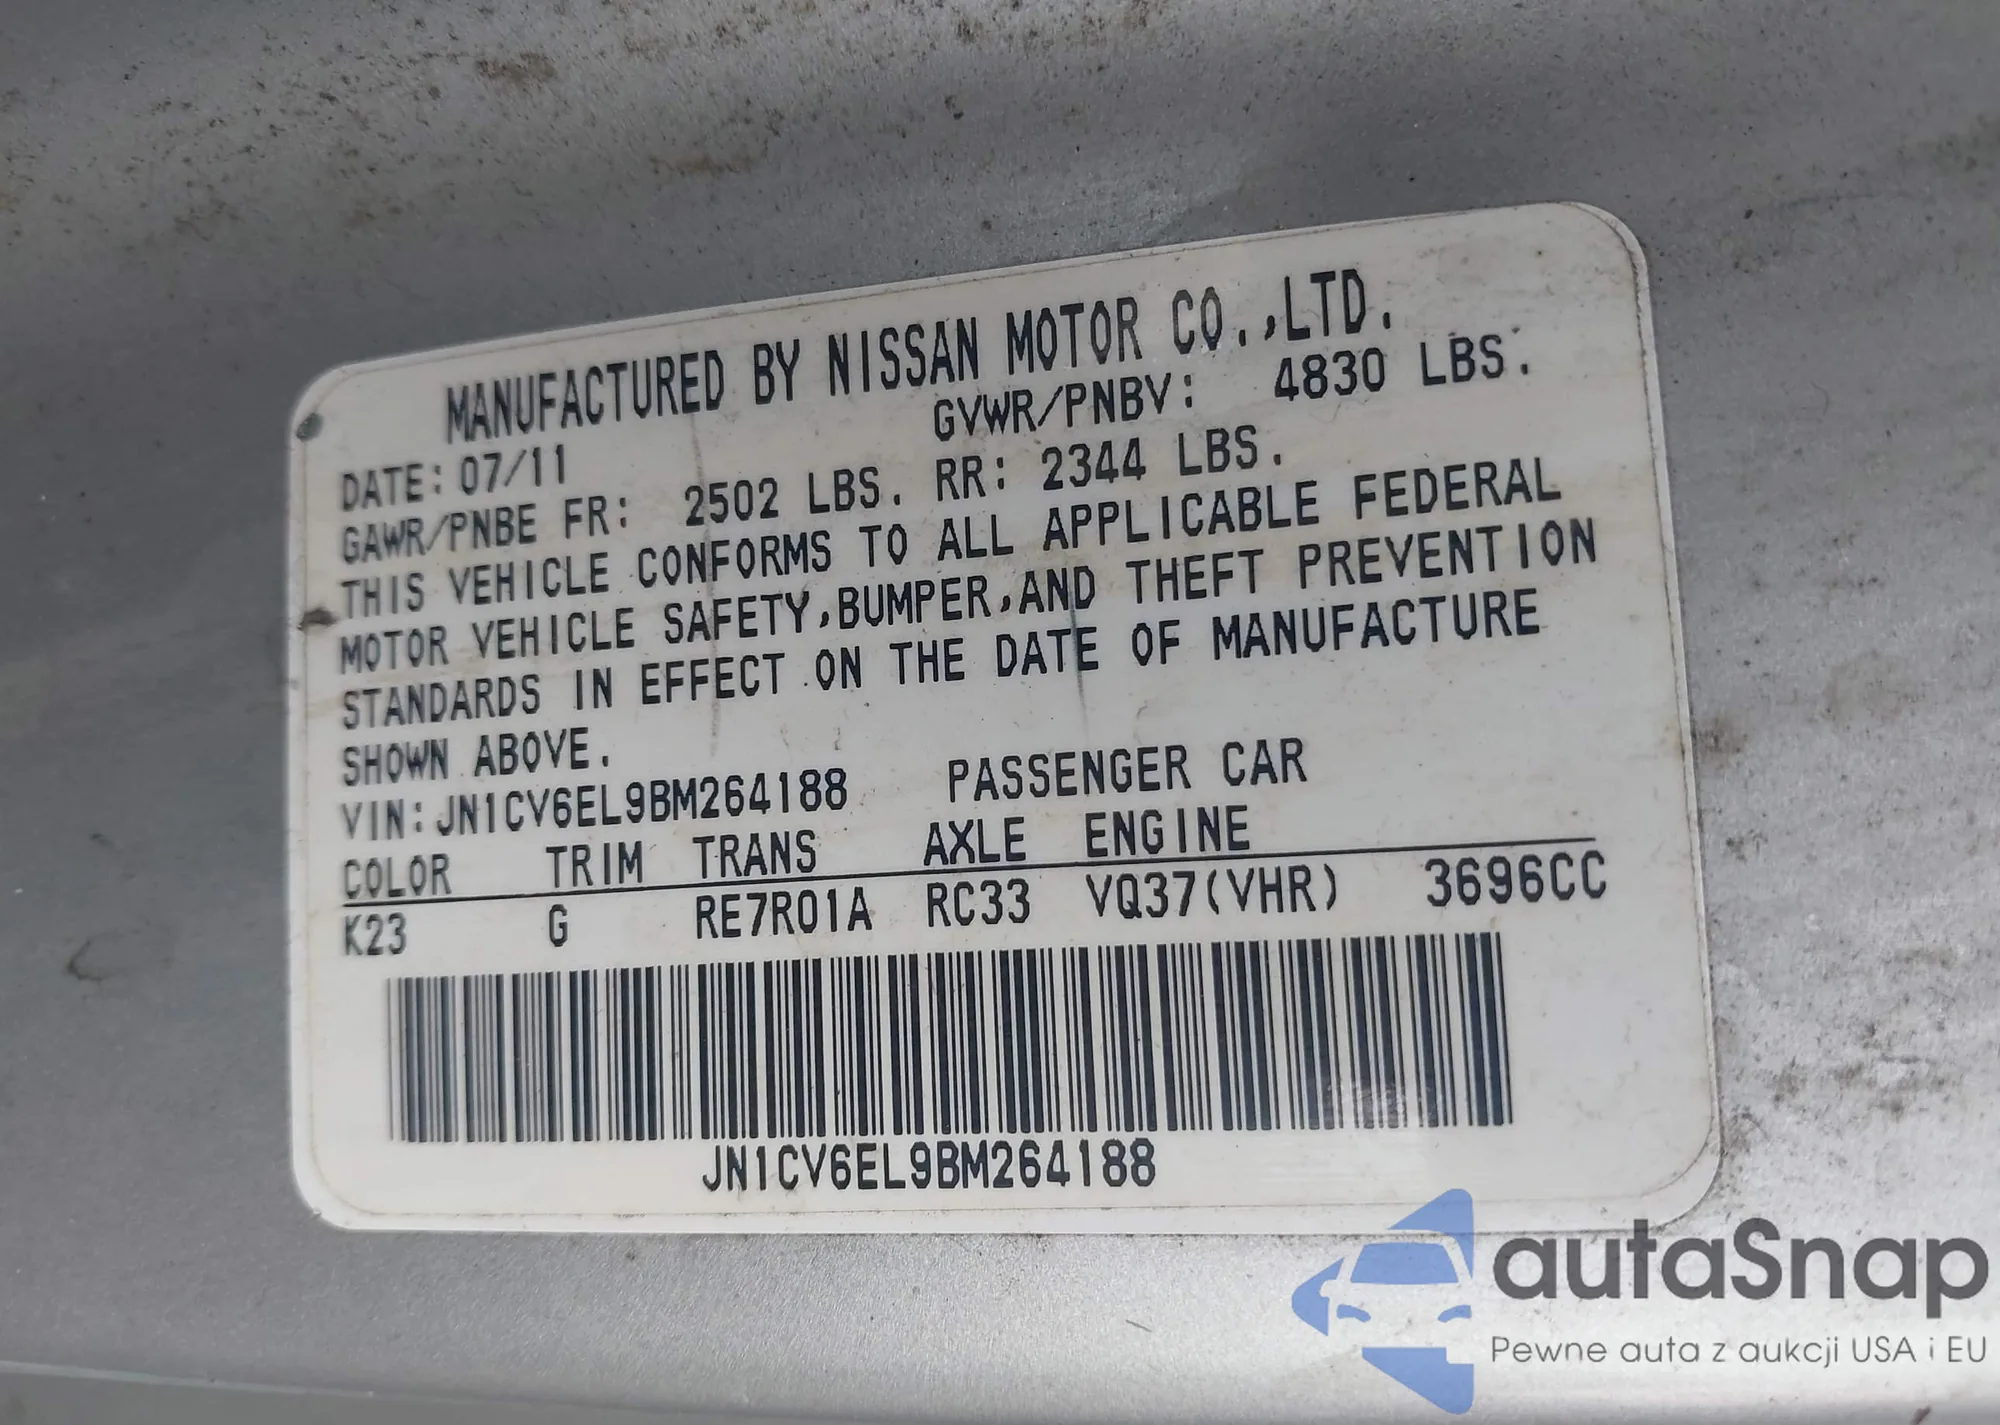 MANUFACTURED BY NISSAN MOTOR CO.,LTD.
DATE: 07/11 GVWR/PNBV: 4830 LBS.
GAWR/PNBE FR: 2502 LBS. RR: 2344 LBS.
THIS VEHICLE CONFORMS TO ALL APPLICABLE FEDERAL
MOTOR VEHICLE SAFETY,BUMPER,AND THEFT PREVENTION
STANDARDS IN EFFECT ON THE DATE OF MANUFACTURE
SHOWN ABOVE.
VIN: JN1CV6EL9BM264188 PASSENGER CAR
COLOR TRIM TRANS AXLE ENGINE
K23 G RE7R01A RC33 VQ37(VHR) 3696CC
JN1CV6EL9BM264188
autaSnap
Pewne auta z aukcji USA i EU